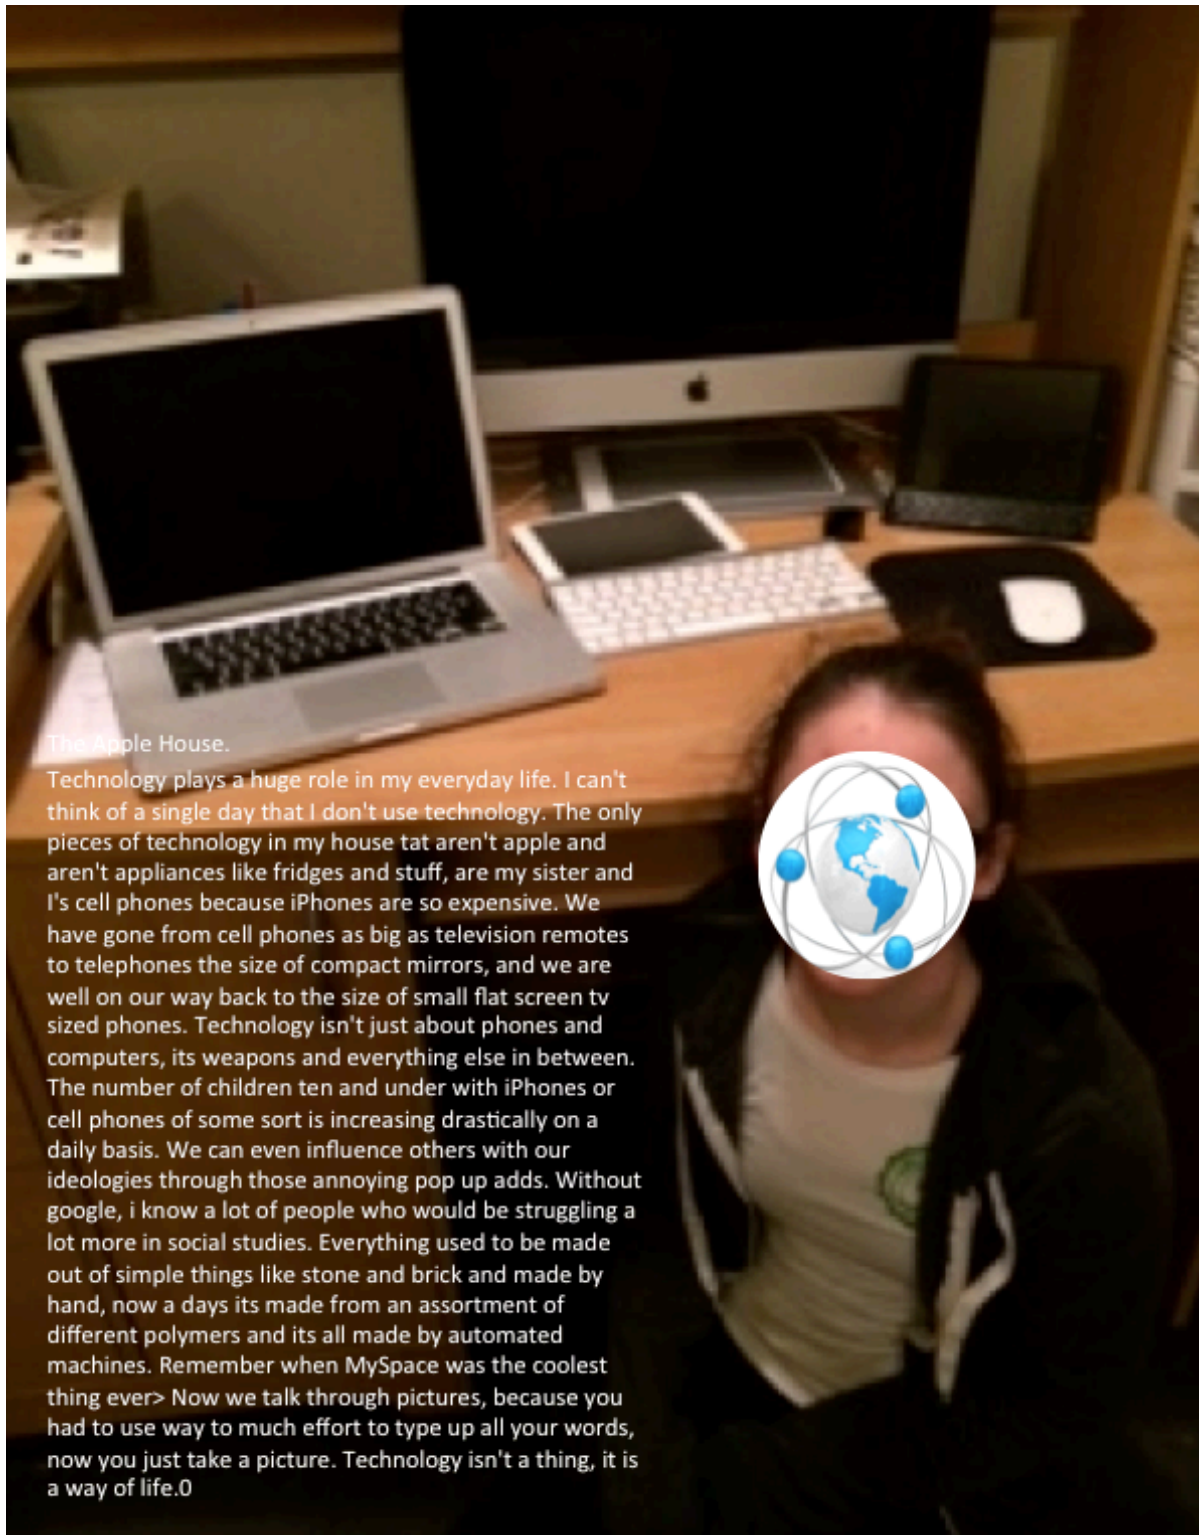 The Apple House.
Technology plays a huge role in my everyday life. I can't
think of a single day that I don't use technology. The only
pieces of technology in my house tat aren't apple and
aren't appliances like fridges and stuff, are my sister and
I's cell phones because iPhones are so expensive. We
have gone from cell phones as big as television remotes
to telephones the size of compact mirrors, and we are
well on our way back to the size of small flat screen tv
sized phones. Technology isn't just about phones and
computers, its weapons and everything else in between.
The number of children ten and under with iPhones or
cell phones of some sort is increasing drastically on a
daily basis. We can even influence others with our
ideologies through those annoying pop up adds. Without
google, i know a lot of people who would be struggling a
lot more in social studies. Everything used to be made
out of simple things like stone and brick and made by
hand, now a days its made from an assortment of
different polymers and its all made by automated
machines. Remember when MySpace was the coolest
thing ever> Now we talk through pictures, because you
had to use way to much effort to type up all your words,
now you just take a picture. Technology isn't a thing, it is
a way of life.0